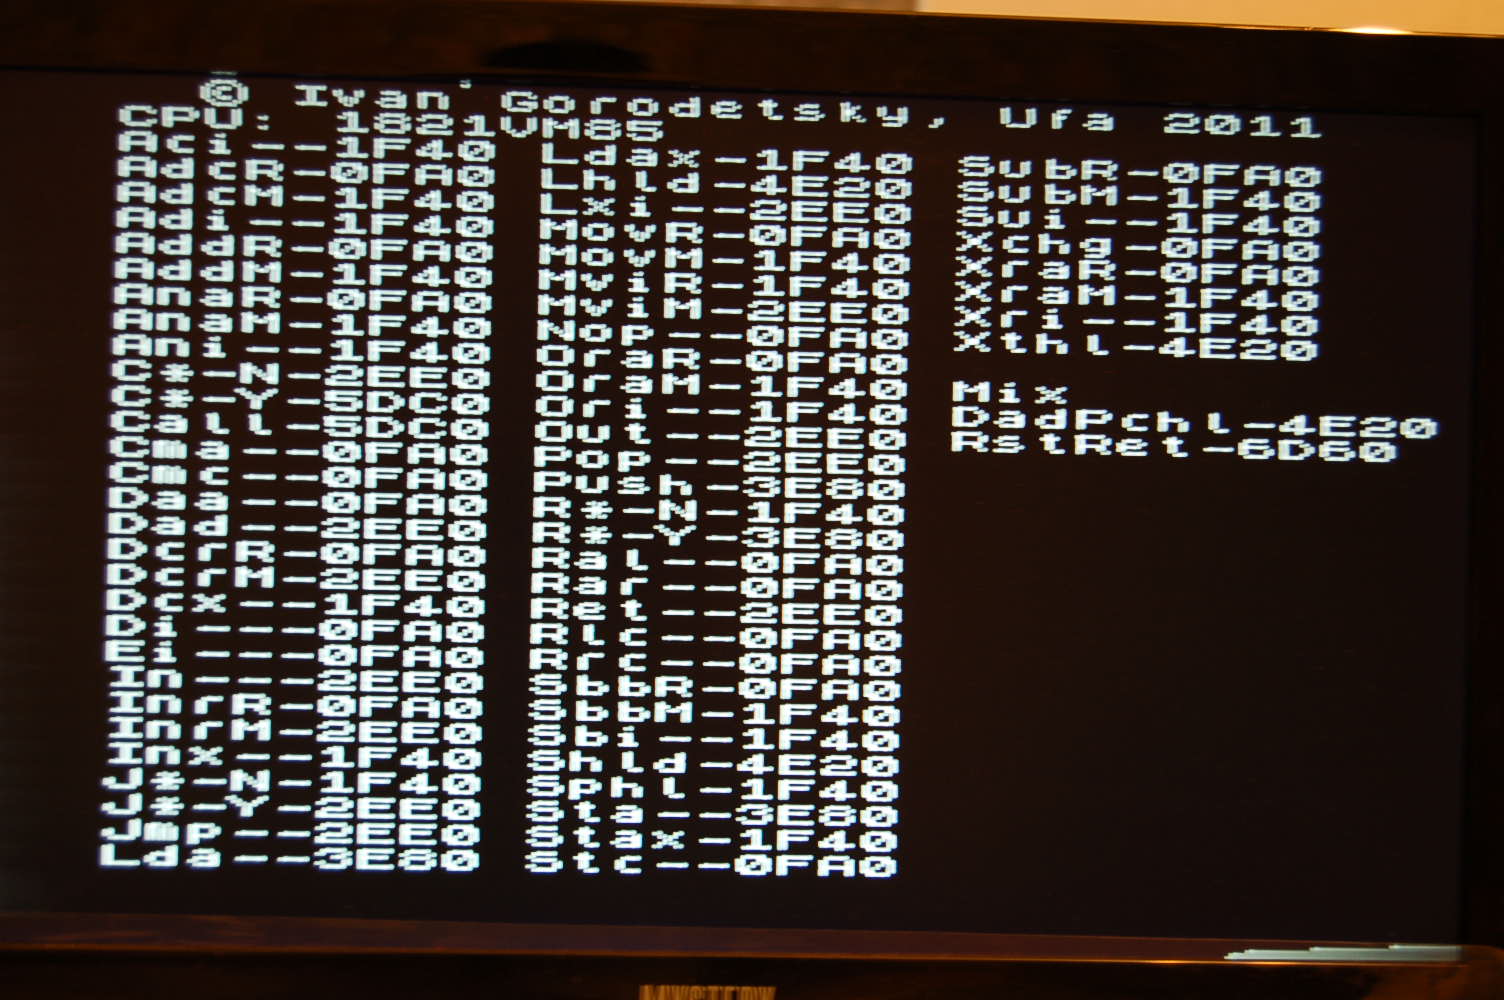 © Ivan Gorodetsky, Ufa 2011
CPU: 1821VM85
Aci--1F40
AdcR-0FA0
AdcM-1F40
Adi--1F40
AddR-0FA0
AddM-1F40
AnaR-0FA0
AnaM-1F40
Ani--1F40
C*-N-2EE0
C*-Y-5DC0
Call-5DC0
Cma--0FA0
Cmc--0FA0
Daa--0FA0
Dad--2EE0
DcrR-0FA0
DcrM-2EE0
Dcx--1F40
Di---0FA0
Ei---0FA0
In---2EE0
InrR-0FA0
InrM-2EE0
Inx--1F40
J*-N-1F40
J*-Y-2EE0
Jmp--2EE0
Lda--3E80
Ldax-1F40
Lhld-4E20
Lxi--2EE0
MovR-0FA0
MovM-1F40
MviR-1F40
MviM-2EE0
Nop--0FA0
OraR-0FA0
OraM-1F40
Ori--1F40
Out--2EE0
Pop--2EE0
Push-3E80
R*-N-1F40
R*-Y-3E80
Ral--0FA0
Rar--0FA0
Ret--2EE0
Rlc--0FA0
Rrc--0FA0
SbbR-0FA0
SbbM-1F40
Sbi--1F40
Shld-4E20
Sphl-1F40
Sta--3E80
Stax-1F40
Stc--0FA0
SubR-0FA0
SubM-1F40
Sui--1F40
Xchg-0FA0
XraR-0FA0
XraM-1F40
Xri--1F40
Xthl-4E20
Mix
DadPchl-4E20
RstRet-6D60